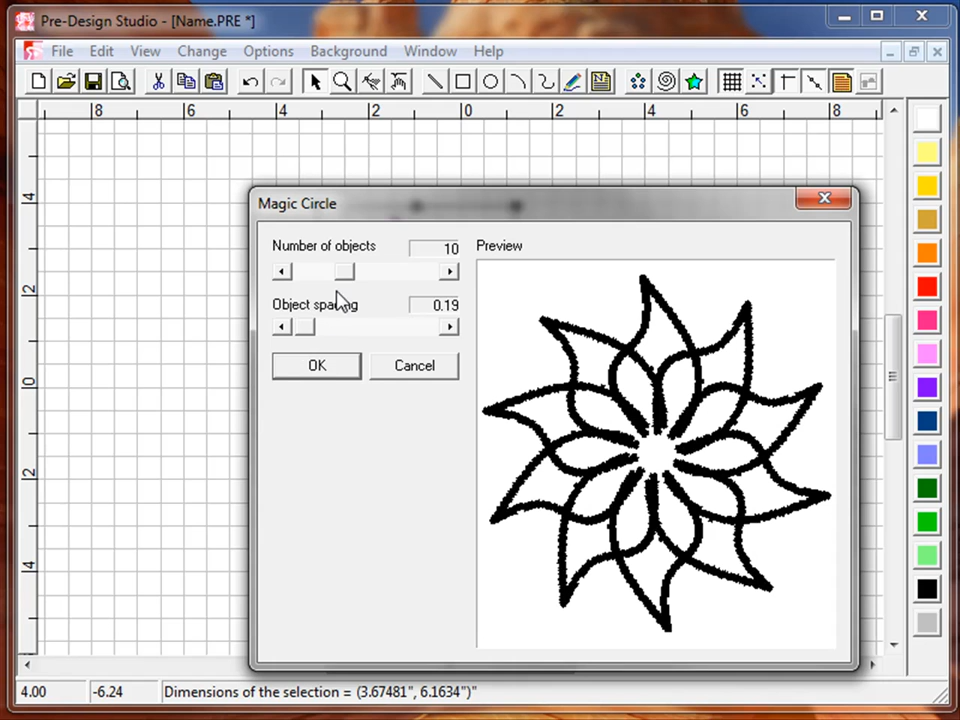 Pre-Design Studio - [Name.PRE *]
File Edit View Change Options Background Window Help
8 6 4 2 0 2 4 6 8
4
2
0
2
4
Magic Circle
Number of objects 10
Preview
Object spacing 0.19
OK Cancel
4.00 -6.24 Dimensions of the selection = (3.67481", 6.1634")"